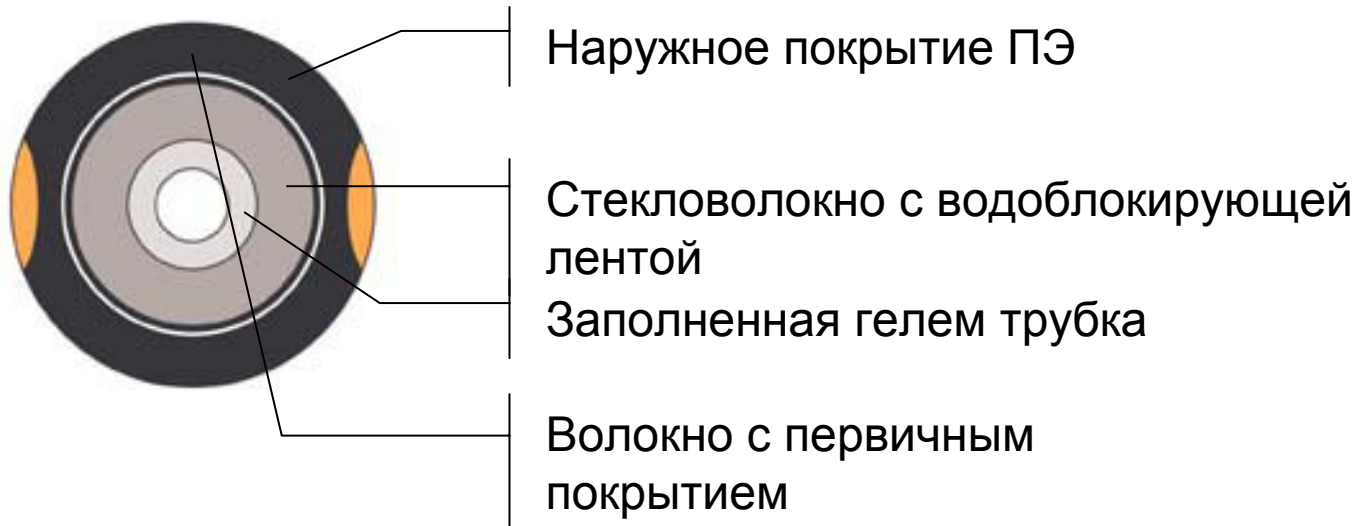 Наружное покрытие ПЭ
Стекловолокно с водоблокирующей
лентой
Заполненная гелем трубка
Волокно с первичным
покрытием